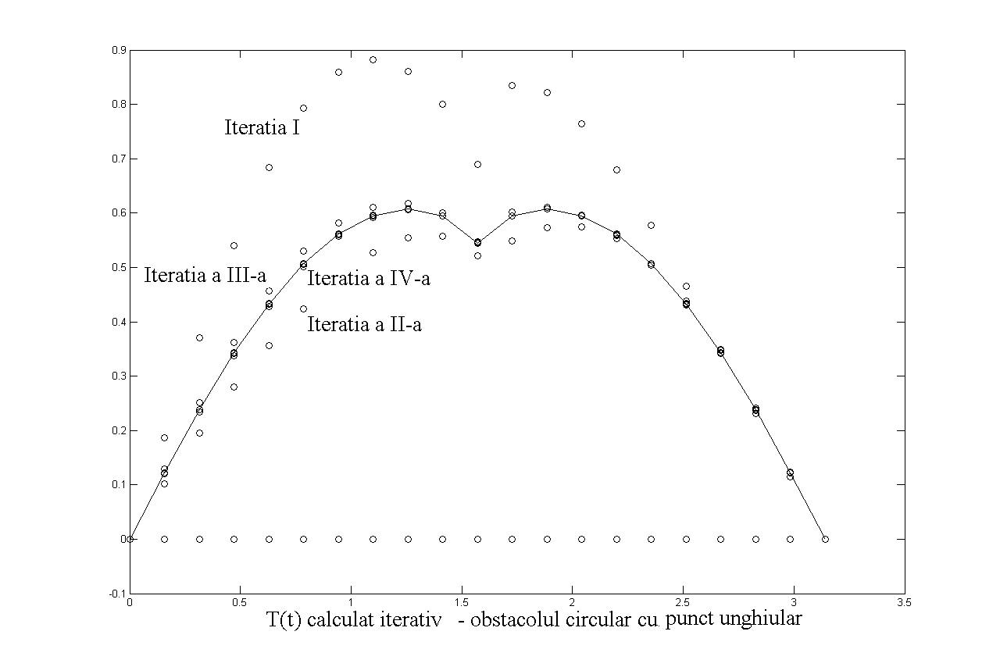 0.9
0.8
Iteratia I
0.7
0.6
0.5
Iteratia a III-a
Iteratia a IV-a
0.4
Iteratia a II-a
0.3
0.2
0.1
0
-0.1
0 0.5 1 1.5 2 2.5 3 3.5
T(t) calculat iterativ - obstacolul circular cu punct unghiular